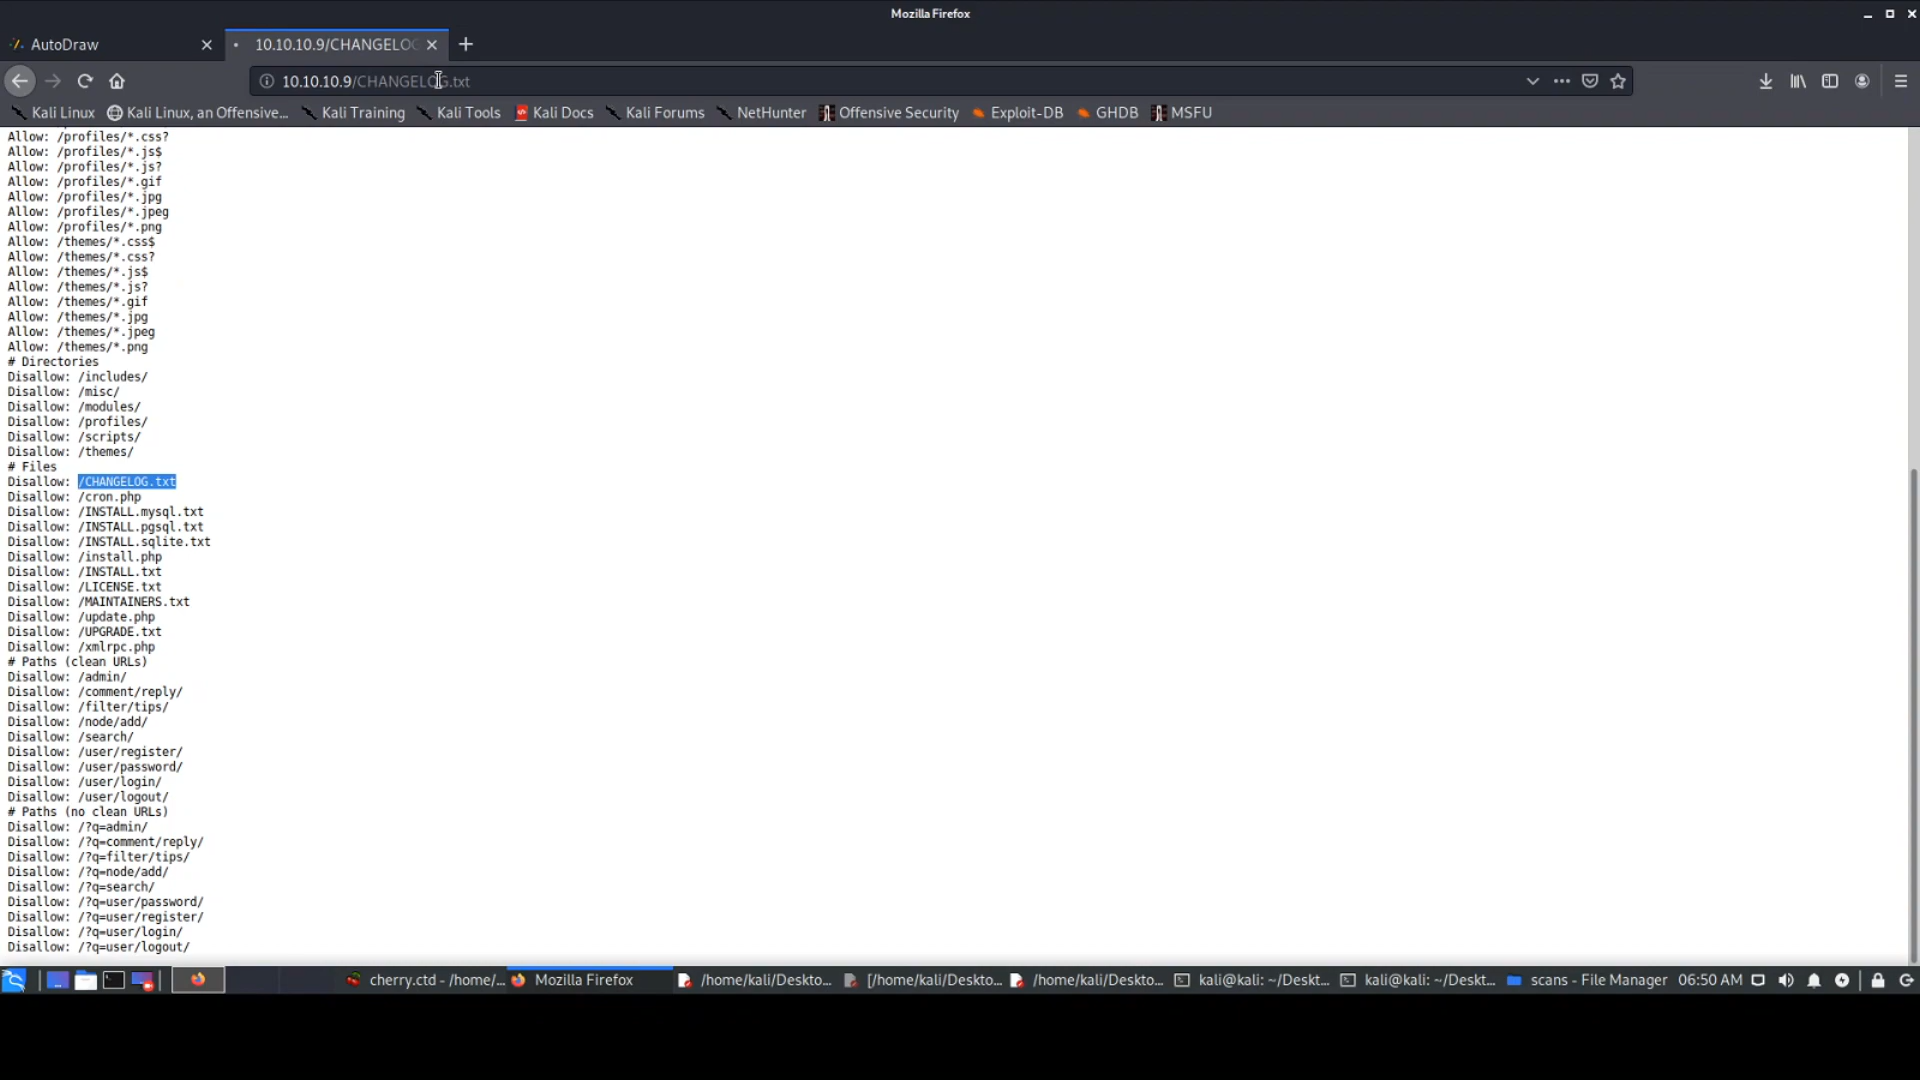 Mozilla Firefox
AutoDraw
10.10.10.9/CHANGELOG
10.10.10.9/CHANGELOG.txt
Kali Linux Kali Linux, an Offensive... Kali Training Kali Tools Kali Docs Kali Forums NetHunter Offensive Security Exploit-DB GHDB MSFU
Allow: /profiles/*.css?
Allow: /profiles/*.js$
Allow: /profiles/*.js?
Allow: /profiles/*.gif
Allow: /profiles/*.jpg
Allow: /profiles/*.jpeg
Allow: /profiles/*.png
Allow: /themes/*.css$
Allow: /themes/*.css?
Allow: /themes/*.js$
Allow: /themes/*.js?
Allow: /themes/*.gif
Allow: /themes/*.jpg
Allow: /themes/*.jpeg
Allow: /themes/*.png
# Directories
Disallow: /includes/
Disallow: /misc/
Disallow: /modules/
Disallow: /profiles/
Disallow: /scripts/
Disallow: /themes/
# Files
Disallow: /CHANGELOG.txt
Disallow: /cron.php
Disallow: /INSTALL.mysql.txt
Disallow: /INSTALL.pgsql.txt
Disallow: /INSTALL.sqlite.txt
Disallow: /install.php
Disallow: /INSTALL.txt
Disallow: /LICENSE.txt
Disallow: /MAINTAINERS.txt
Disallow: /update.php
Disallow: /UPGRADE.txt
Disallow: /xmlrpc.php
# Paths (clean URLs)
Disallow: /admin/
Disallow: /comment/reply/
Disallow: /filter/tips/
Disallow: /node/add/
Disallow: /search/
Disallow: /user/register/
Disallow: /user/password/
Disallow: /user/login/
Disallow: /user/logout/
# Paths (no clean URLs)
Disallow: /?q=admin/
Disallow: /?q=comment/reply/
Disallow: /?q=filter/tips/
Disallow: /?q=node/add/
Disallow: /?q=search/
Disallow: /?q=user/password/
Disallow: /?q=user/register/
Disallow: /?q=user/login/
Disallow: /?q=user/logout/
cherry.ctd - /home/... Mozilla Firefox /home/kali/Deskto... [/home/kali/Deskto... /home/kali/Deskto... kali@kali: ~/Deskt... kali@kali: ~/Deskt... scans - File Manager 06:50 AM